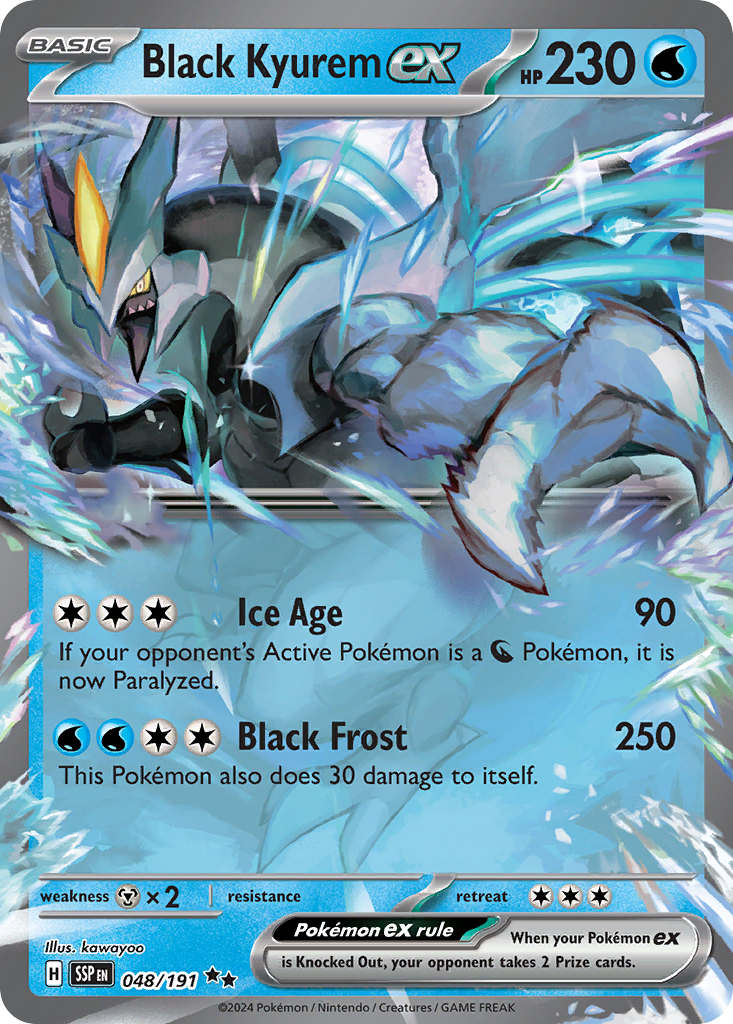 BASIC
Black Kyurem ex HP 230
Ice Age 90
If your opponent's Active Pokémon is a Pokémon, it is
now Paralyzed.
Black Frost 250
This Pokémon also does 30 damage to itself.
weakness ×2 resistance retreat
Pokémon ex rule When your Pokémon ex
is Knocked Out, your opponent takes 2 Prize cards.
Illus. kawayoo
H SSP EN 048/191
©2024 Pokémon / Nintendo / Creatures / GAME FREAK